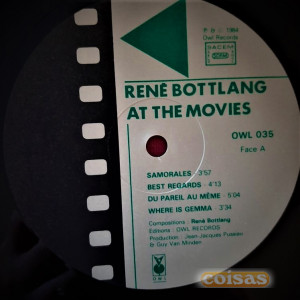 ℗ © 1984
Owl Records
SACEM
RENÉ BOTTLANG
AT THE MOVIES
OWL 035
Face A
SAMORALES 3'57
BEST REGARDS - 4'13
DU PAREIL AU MÊME - 5'04
WHERE IS GEMMA - 3'34
Compositions : René Bottlang
Editions : OWL RECORDS
Production : Jean-Jacques Pussiau
& Guy Van Minden
OWL
coisas